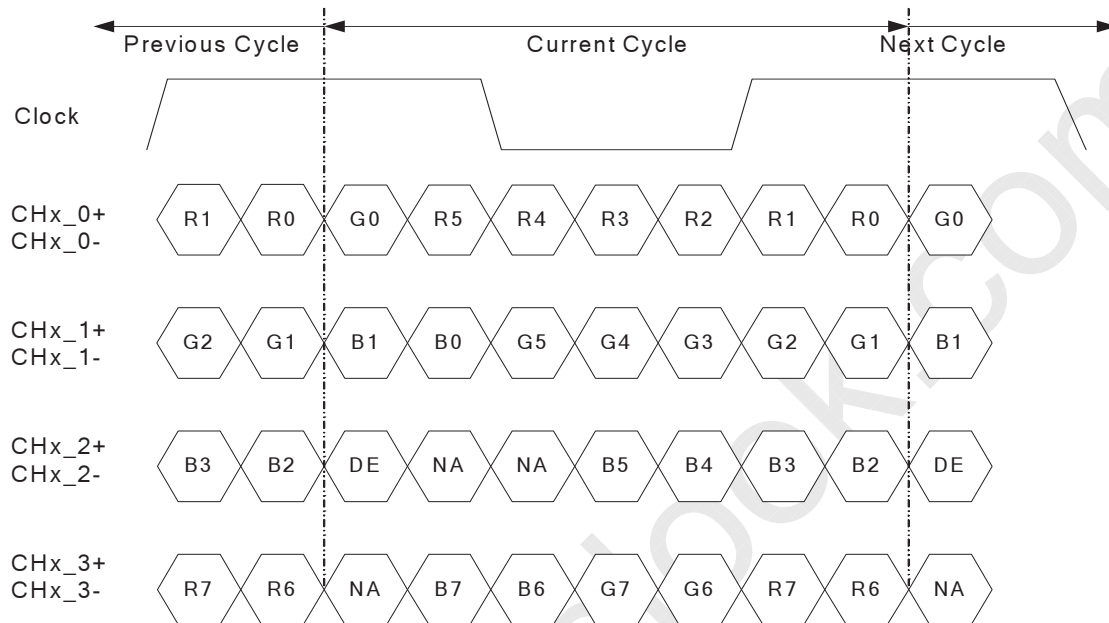 Previous Cycle Current Cycle Next Cycle
Clock
CHx_0+
CHx_0-
R1 R0 G0 R5 R4 R3 R2 R1 R0 G0
CHx_1+
CHx_1-
G2 G1 B1 B0 G5 G4 G3 G2 G1 B1
CHx_2+
CHx_2-
B3 B2 DE NA NA B5 B4 B3 B2 DE
CHx_3+
CHx_3-
R7 R6 NA B7 B6 G7 G6 R7 R6 NA
look.com